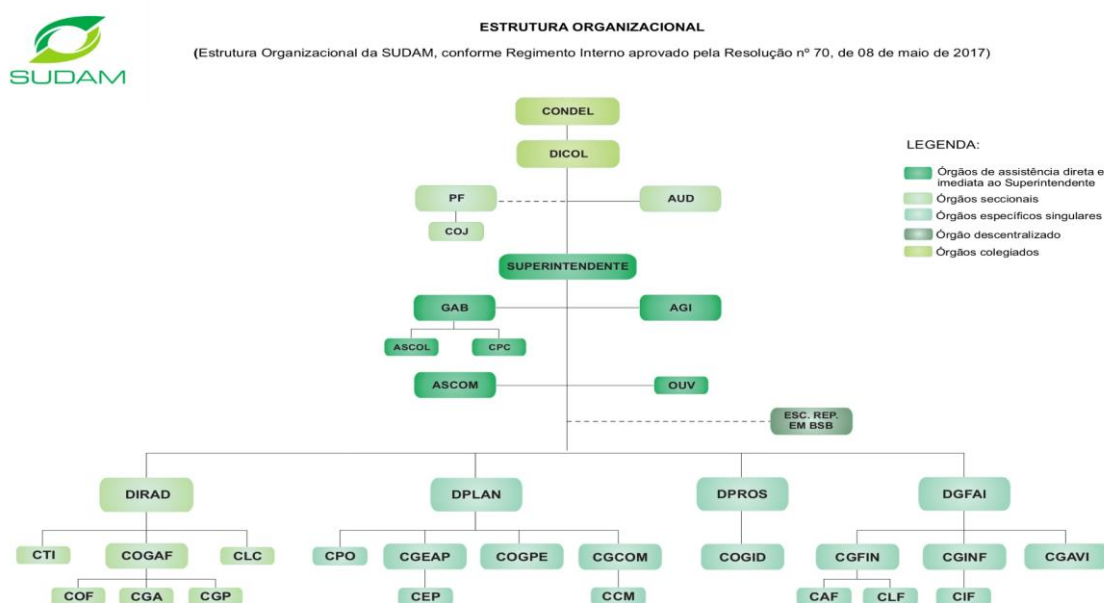 SUDAM
ESTRUTURA ORGANIZACIONAL
(Estrutura Organizacional da SUDAM, conforme Regimento Interno aprovado pela Resolução nº 70, de 08 de maio de 2017)
CONDEL
DICOL
LEGENDA:
Órgãos de assistência direta e
imediata ao Superintendente
Órgãos seccionais
Órgãos específicos singulares
Órgão descentralizado
Órgãos colegiados
PF
AUD
COJ
SUPERINTENDENTE
GAB
AGI
ASCOL
CPC
ASCOM
OUV
ESC. REP.
EM BSB
DIRAD
DPLAN
DPROS
DGFAI
CTI
COGAF
CLC
CPO
CGEAP
COGPE
CGCOM
COGID
CGFIN
CGINF
CGAVI
COF
CGA
CGP
CEP
CCM
CAF
CLF
CIF